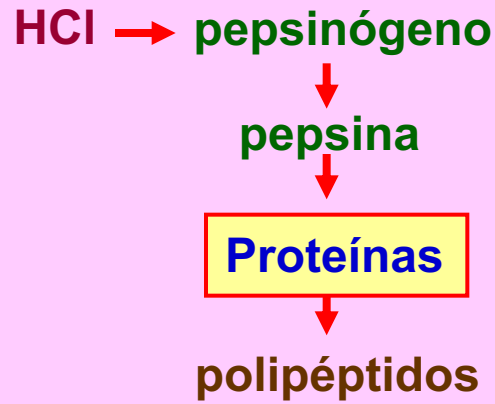 HCl → pepsinógeno
pepsina
Proteínas
polipéptidos